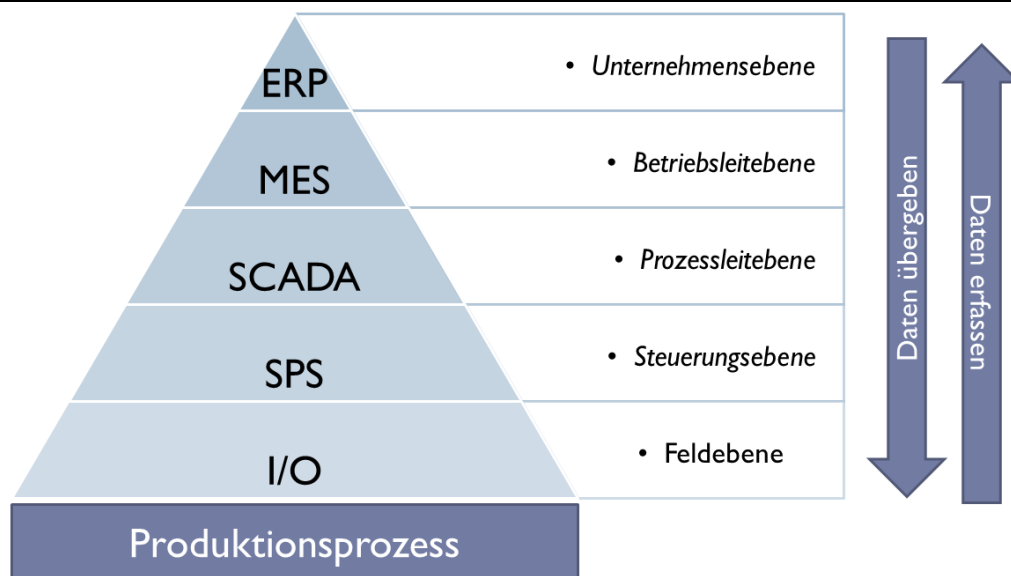 ERP
• Unternehmensebene
MES
• Betriebsleitebene
SCADA
• Prozessleitebene
SPS
• Steuerungsebene
I/O
• Feldebene
Produktionsprozess
Daten übergeben
Daten erfassen